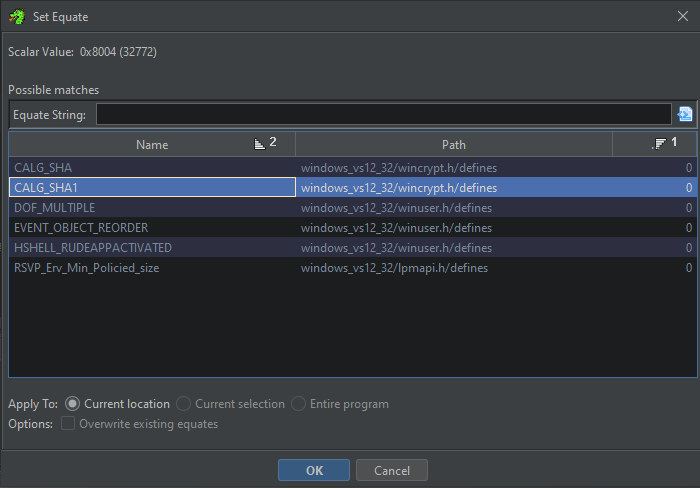 Set Equate
Scalar Value: 0x8004 (32772)
Possible matches
Equate String:
Name 2 Path 1
CALG_SHA windows_vs12_32/wincrypt.h/defines 0
CALG_SHA1 windows_vs12_32/wincrypt.h/defines 0
DOF_MULTIPLE windows_vs12_32/winuser.h/defines 0
EVENT_OBJECT_REORDER windows_vs12_32/winuser.h/defines 0
HSHELL_RUDEAPPACTIVATED windows_vs12_32/winuser.h/defines 0
RSVP_Erv_Min_Policied_size windows_vs12_32/lpmapi.h/defines 0
Apply To: Current location Current selection Entire program
Options: Overwrite existing equates
OK Cancel